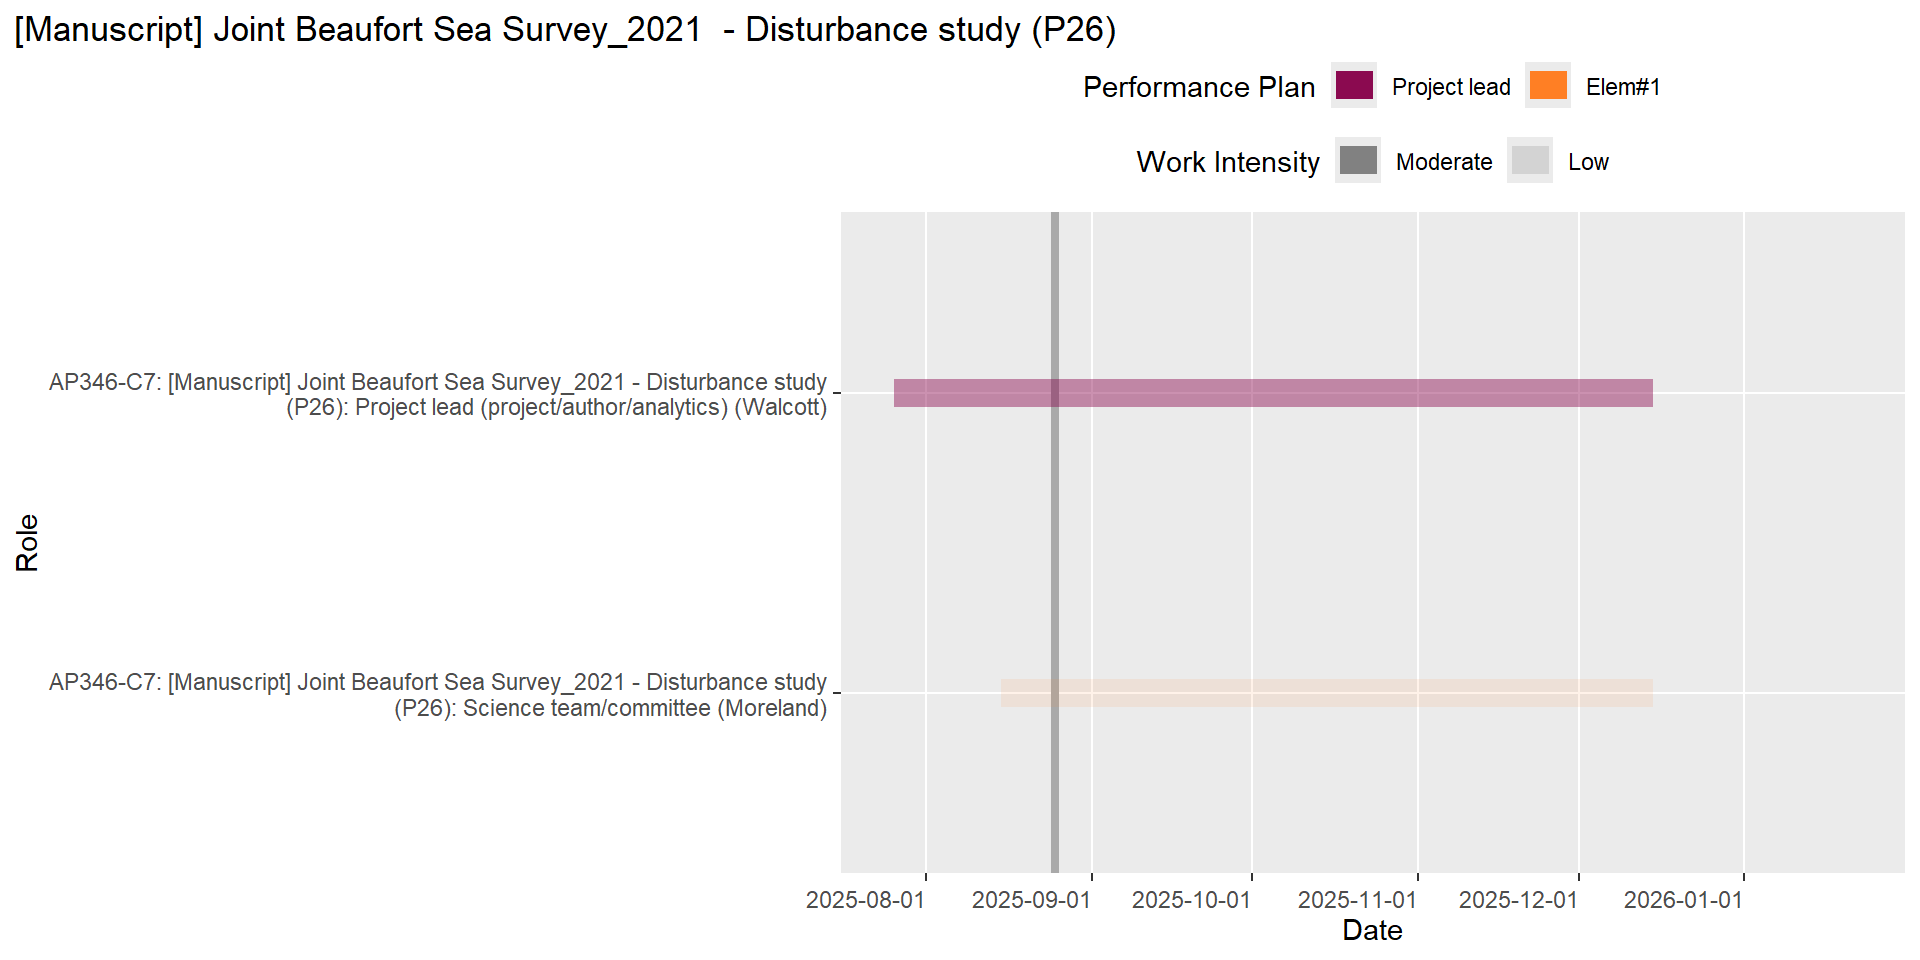 [Manuscript] Joint Beaufort Sea Survey_2021  - Disturbance study (P26)
Performance Plan Project lead Elem#1
Work Intensity Moderate Low
AP346-C7: [Manuscript] Joint Beaufort Sea Survey_2021 - Disturbance study
(P26): Project lead (project/author/analytics) (Walcott)
Role
AP346-C7: [Manuscript] Joint Beaufort Sea Survey_2021 - Disturbance study
(P26): Science team/committee (Moreland)
2025-08-01 2025-09-01 2025-10-01 2025-11-01 2025-12-01 2026-01-01
Date